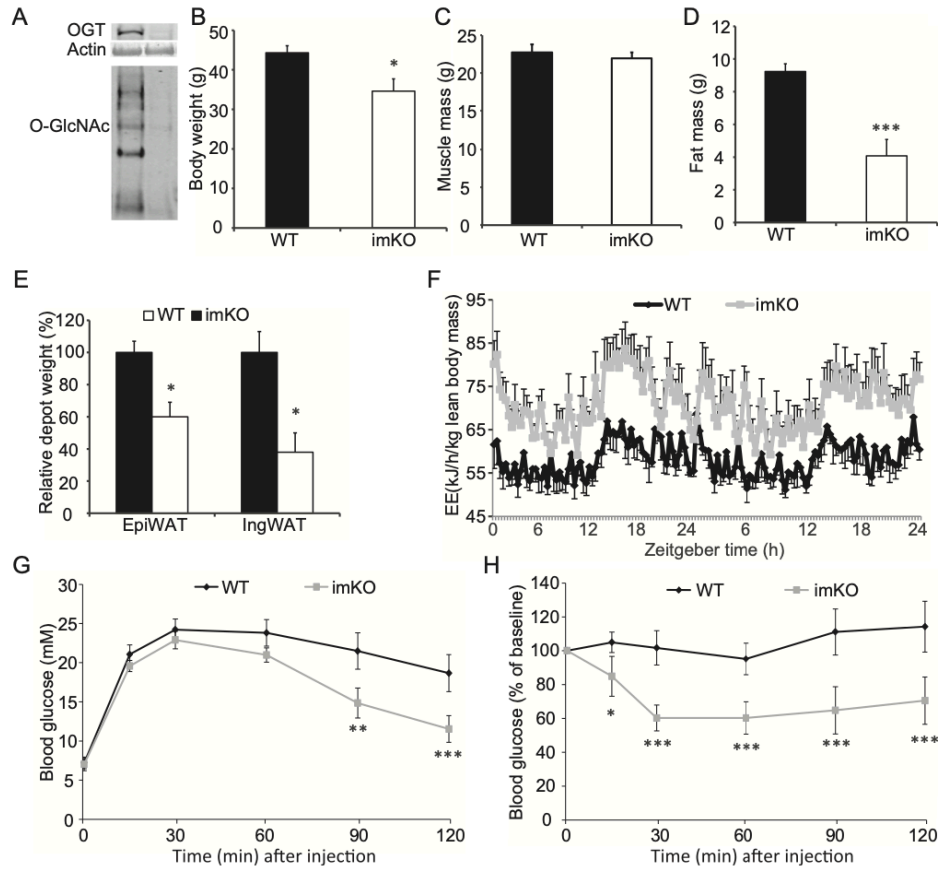 A
OGT
Actin
O-GlcNAc
B
Body weight (g)
50
40
30
20
10
0
*
WT
imKO
C
Muscle mass (g)
25
20
15
10
5
0
WT
imKO
D
Fat mass (g)
12
10
8
6
4
2
0
***
WT
imKO
E
WT imKO
Relative depot weight (%)
120
100
80
60
40
20
0
*
*
EpiWAT
IngWAT
F
WT
imKO
EE(kJ/h/kg lean body mass)
95
85
75
65
55
45
0 6 12 18 24 6 12 18 24
Zeitgeber time (h)
G
WT
imKO
Blood glucose (mM)
30
25
20
15
10
5
0
**
***
0 30 60 90 120
Time (min) after injection
H
WT
imKO
Blood glucose (% of baseline)
140
120
100
80
60
40
20
0
*
***
***
***
***
0 30 60 90 120
Time (min) after injection